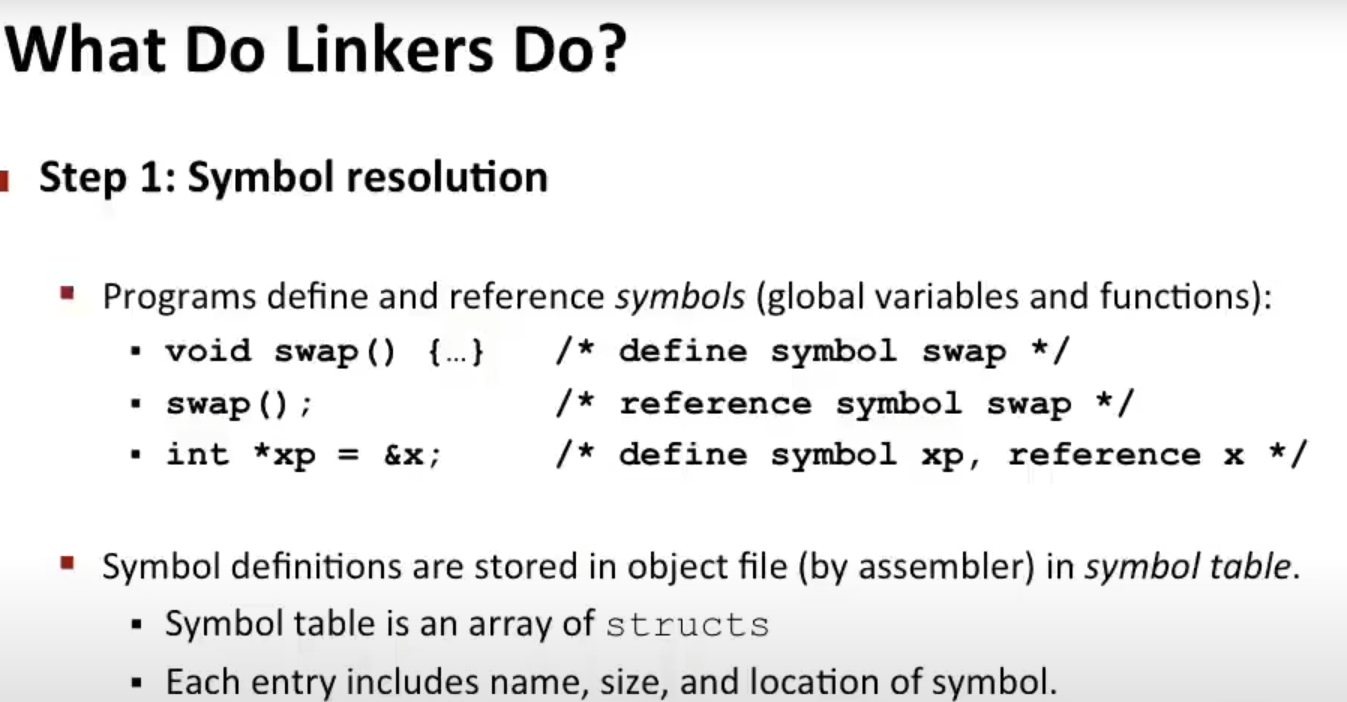 What Do Linkers Do?
Step 1: Symbol resolution
Programs define and reference symbols (global variables and functions):
void swap() {…} /* define symbol swap */
swap(); /* reference symbol swap */
int *xp = &x; /* define symbol xp, reference x */
Symbol definitions are stored in object file (by assembler) in symbol table.
Symbol table is an array of structs
Each entry includes name, size, and location of symbol.